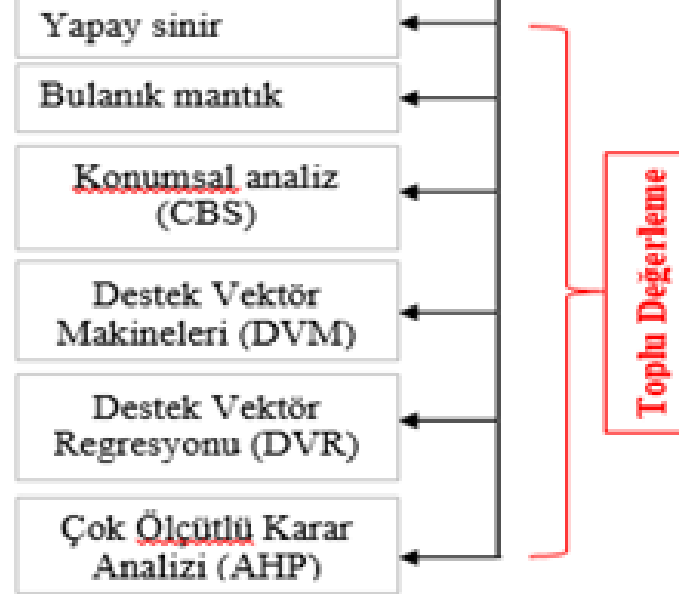 Yapay sinir
Bulanık mantık
Konumsal analiz
(CBS)
Destek Vektör
Makineleri (DVM)
Destek Vektör
Regresyonu (DVR)
Çok Ölçütlü Karar
Analizi (AHP)
Toplu Değerleme